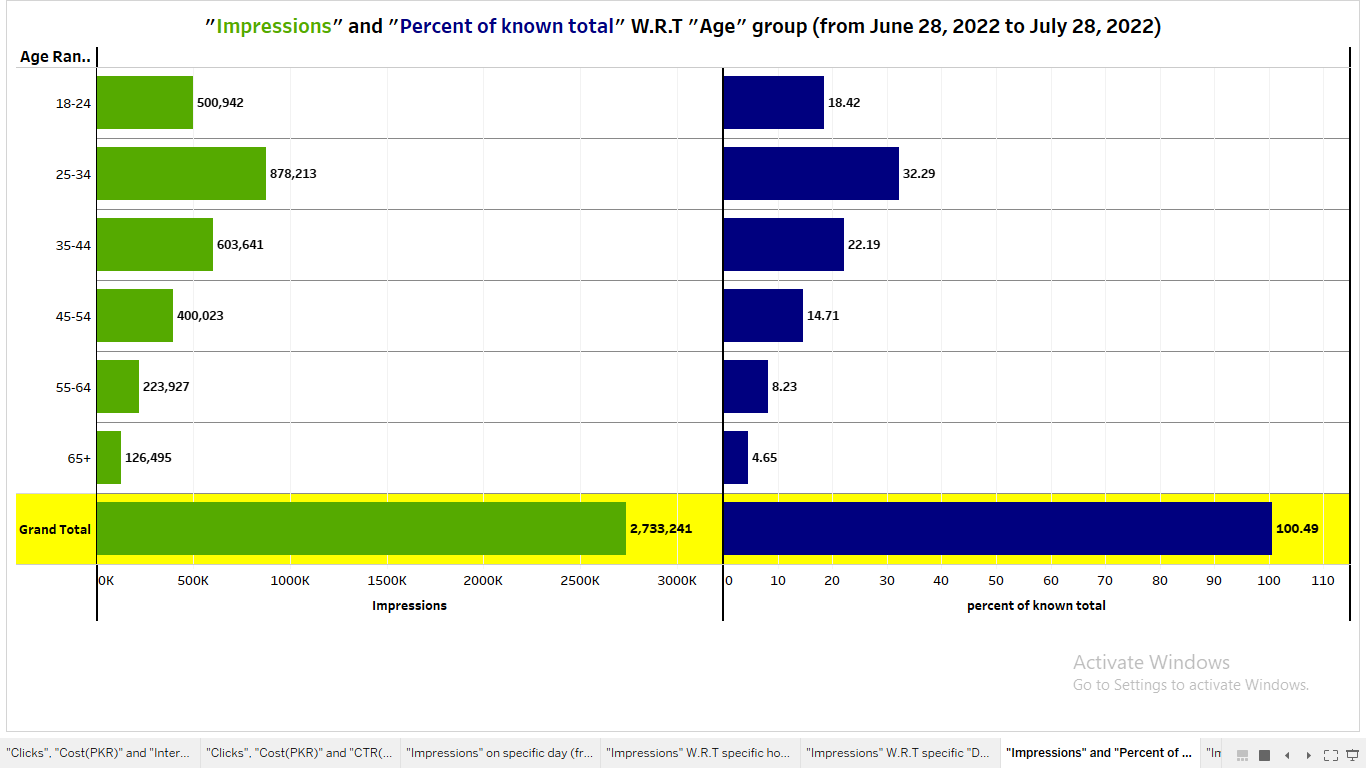 "Impressions" and "Percent of known total" W.R.T "Age" group (from June 28, 2022 to July 28, 2022)
Age Ran..
18-24 500,942 18.42
25-34 878,213 32.29
35-44 603,641 22.19
45-54 400,023 14.71
55-64 223,927 8.23
65+ 126,495 4.65
Grand Total 2,733,241 100.49
0K 500K 1000K 1500K 2000K 2500K 3000K 0 10 20 30 40 50 60 70 80 90 100 110
Impressions percent of known total
Activate Windows
Go to Settings to activate Windows.
"Clicks", "Cost(PKR)" and "Inter... "Clicks", "Cost(PKR)" and "CTR(... "Impressions" on specific day (fr... "Impressions" W.R.T specific ho... "Impressions" W.R.T specific "D... "Impressions" and "Percent of ... "In